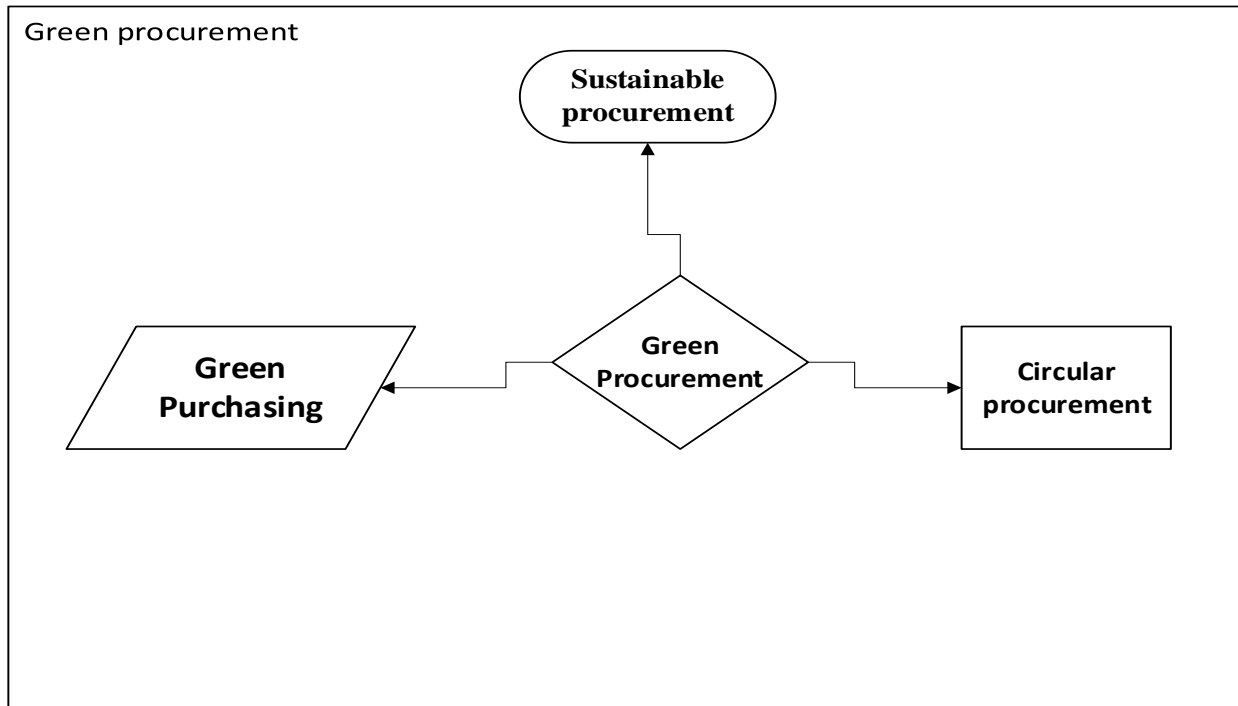 Green procurement
Sustainable
procurement
Green
Purchasing
Green
Procurement
Circular
procurement